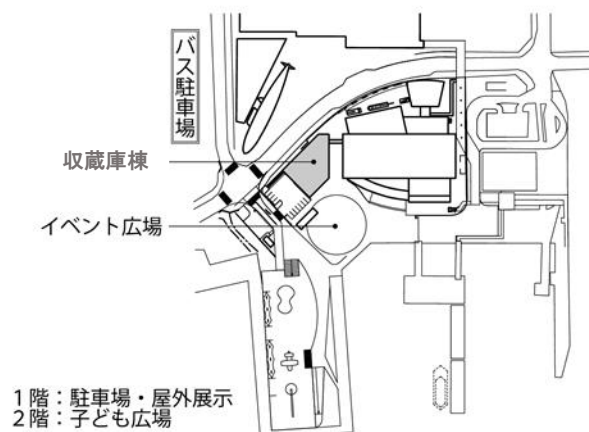 バス駐車場
収蔵庫棟
イベント広場
1階：駐車場・屋外展示
2階：子ども広場